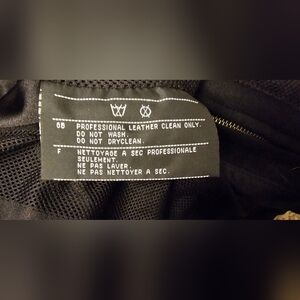 GB PROFESSIONAL LEATHER CLEAN ONLY.
DO NOT WASH.
DO NOT DRYCLEAN.
F NETTOYAGE A SEC PROFESSIONALE
SEULEMENT.
NE PAS LAVER.
NE PAS NETTOYER A SEC.